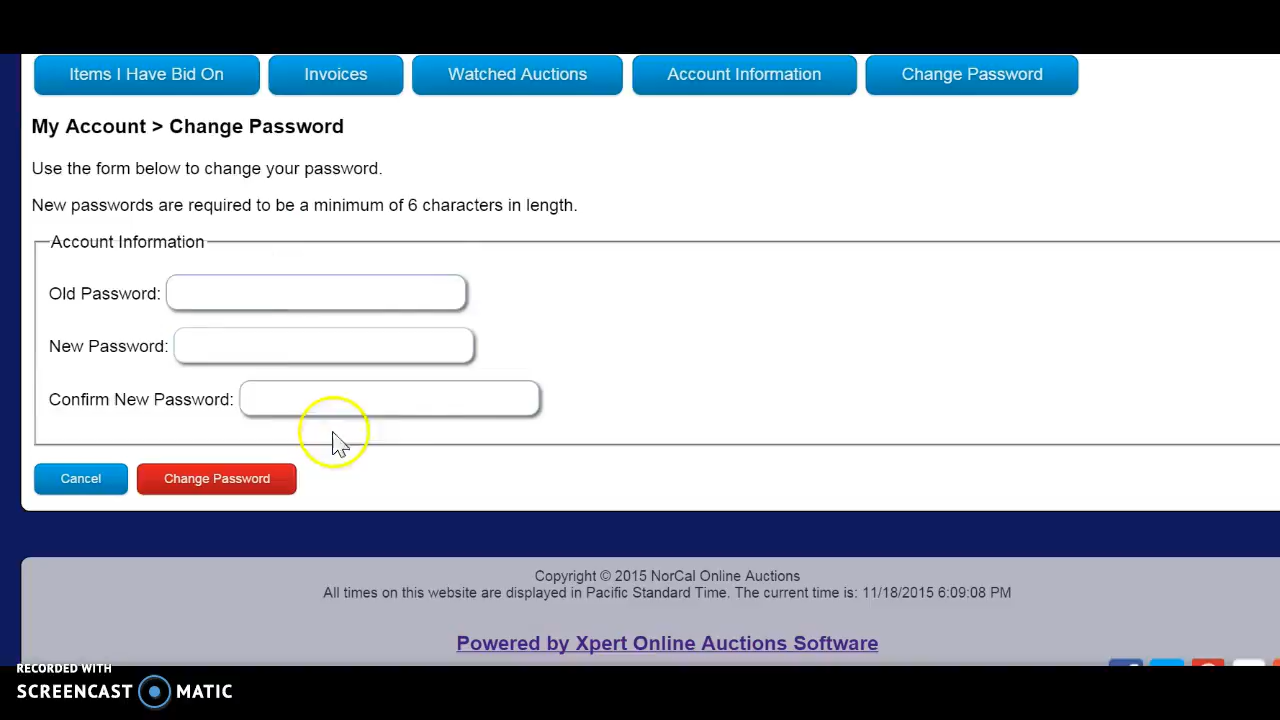 Items I Have Bid On Invoices Watched Auctions Account Information Change Password
My Account > Change Password
Use the form below to change your password.
New passwords are required to be a minimum of 6 characters in length.
Account Information
Old Password:
New Password:
Confirm New Password:
Cancel Change Password
Copyright © 2015 NorCal Online Auctions
All times on this website are displayed in Pacific Standard Time. The current time is: 11/18/2015 6:09:08 PM
Powered by Xpert Online Auctions Software
RECORDED WITH
SCREENCAST MATIC